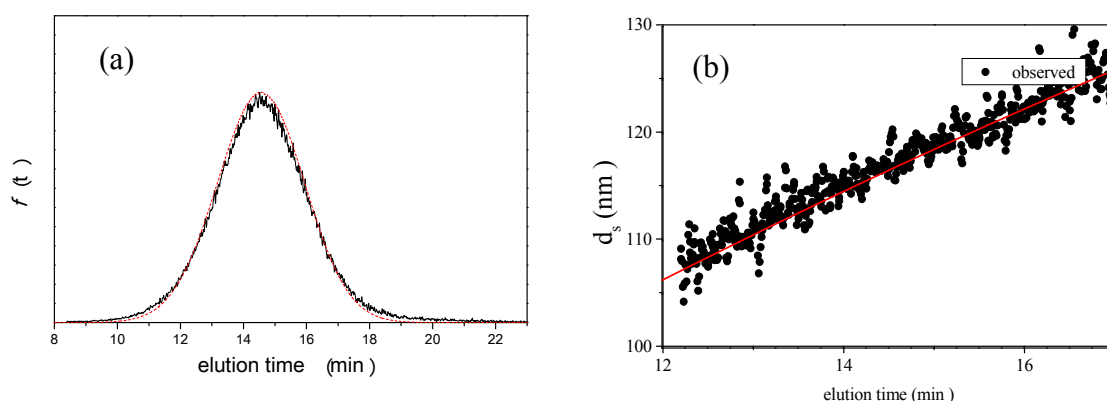 (a)
f (t)
8 10 12 14 16 18 20 22
elution time (min)
(b)
130
120
110
100
d_s (nm)
observed
12 14 16
elution time (min)